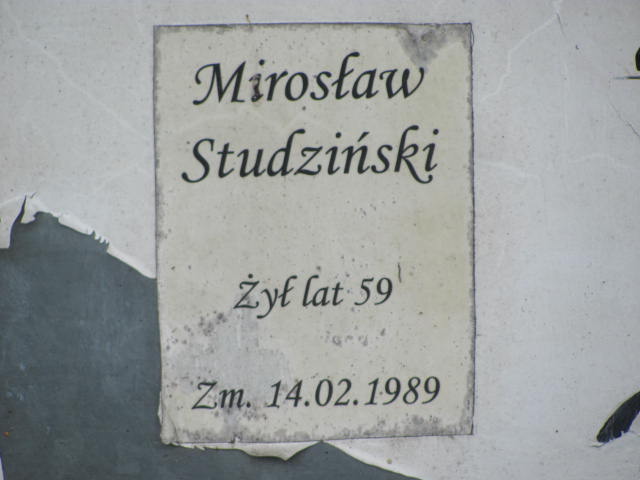 Mirosław
Studziński
Żył lat 59
Zm. 14.02.1989